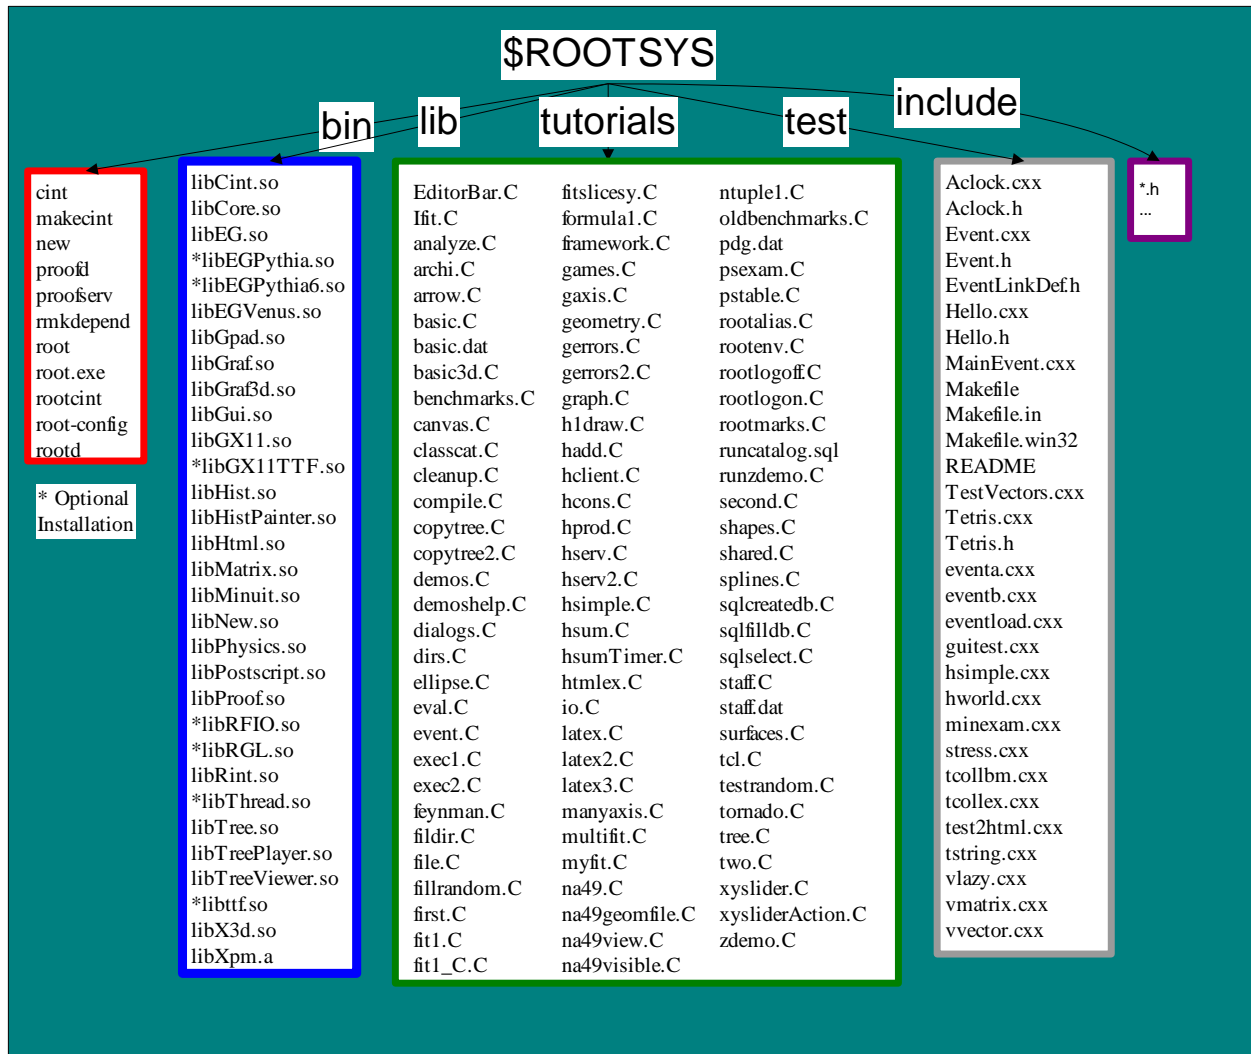 $ROOTSYS
bin
lib
tutorials
test
include
cint
makecint
new
proofd
proofserv
rmkdepend
root
root.exe
rootcint
root-config
rootd
* Optional
Installation
libCint.so
libCore.so
libEG.so
*libEGPythia.so
*libEGPythia6.so
libEGVenus.so
libGpad.so
libGraf.so
libGraf3d.so
libGui.so
libGX11.so
*libGX11TTF.so
libHist.so
libHistPainter.so
libHtml.so
libMatrix.so
libMinuit.so
libNew.so
libPhysics.so
libPostscript.so
libProof.so
*libRFIO.so
*libRGL.so
libRint.so
*libThread.so
libTree.so
libTreePlayer.so
libTreeViewer.so
*libttf.so
libX3d.so
libXpm.a
EditorBar.C
Ifit.C
analyze.C
archi.C
arrow.C
basic.C
basic.dat
basic3d.C
benchmarks.C
canvas.C
classcat.C
cleanup.C
compile.C
copytree.C
copytree2.C
demos.C
demoshelp.C
dialogs.C
dirs.C
ellipse.C
eval.C
event.C
exec1.C
exec2.C
feynman.C
fildir.C
file.C
fillrandom.C
first.C
fit1.C
fit1_C.C
fitslicesy.C
formula1.C
framework.C
games.C
gaxis.C
geometry.C
gerrors.C
gerrors2.C
graph.C
h1draw.C
hadd.C
hclient.C
hcons.C
hprod.C
hserv.C
hserv2.C
hsimple.C
hsum.C
hsumTimer.C
htmlex.C
io.C
latex.C
latex2.C
latex3.C
manyaxis.C
multifit.C
myfit.C
na49.C
na49geomfile.C
na49view.C
na49visible.C
ntuple1.C
oldbenchmarks.C
pdg.dat
psexam.C
pstable.C
rootalias.C
rootenv.C
rootlogoff.C
rootlogon.C
rootmarks.C
runcatalog.sql
runzdemo.C
second.C
shapes.C
shared.C
splines.C
sqlcreatedb.C
sqlfilldb.C
sqlselect.C
staff.C
staff.dat
surfaces.C
tcl.C
testrandom.C
tornado.C
tree.C
two.C
xyslider.C
xysliderAction.C
zdemo.C
Aclock.cxx
Aclock.h
Event.cxx
Event.h
EventLinkDef.h
Hello.cxx
Hello.h
MainEvent.cxx
Makefile
Makefile.in
Makefile.win32
README
TestVectors.cxx
Tetris.cxx
Tetris.h
eventa.cxx
eventb.cxx
eventload.cxx
guitest.cxx
hsimple.cxx
hworld.cxx
minexam.cxx
stress.cxx
tcollbm.cxx
tcollex.cxx
test2html.cxx
tstring.cxx
vlazy.cxx
vmatrix.cxx
vvector.cxx
*.h
...